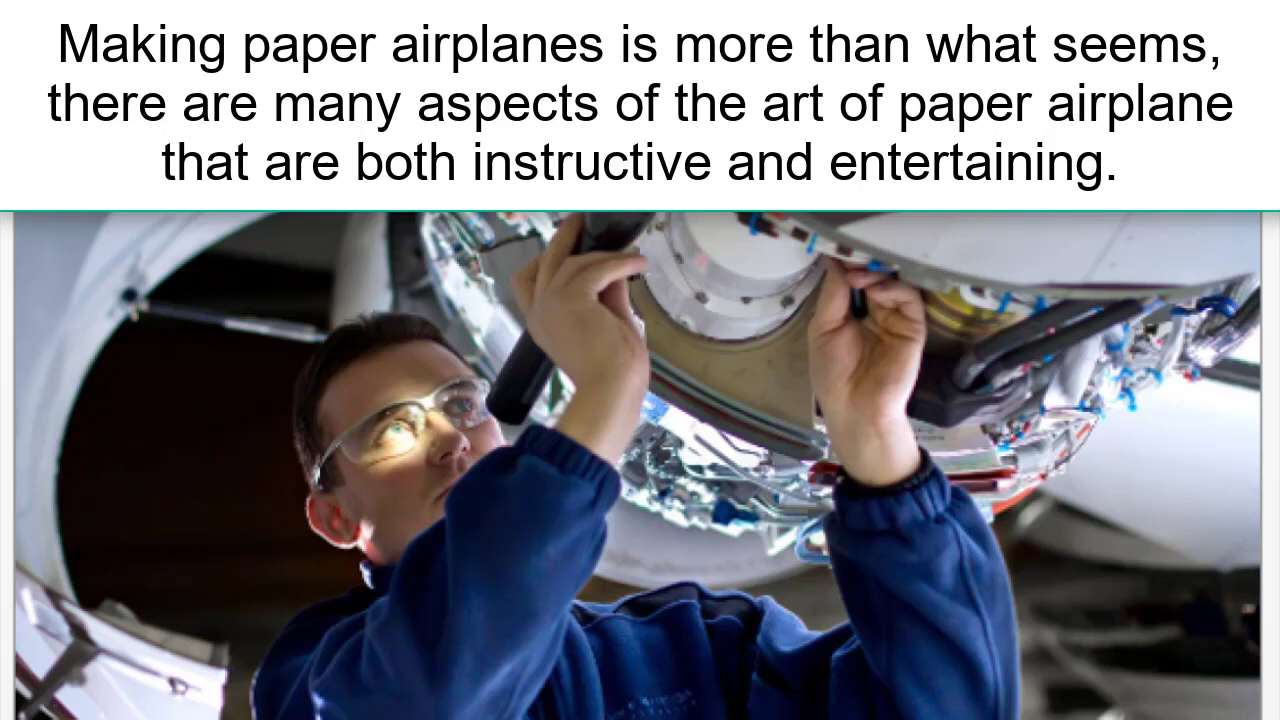 Making paper airplanes is more than what seems,
there are many aspects of the art of paper airplane
that are both instructive and entertaining.